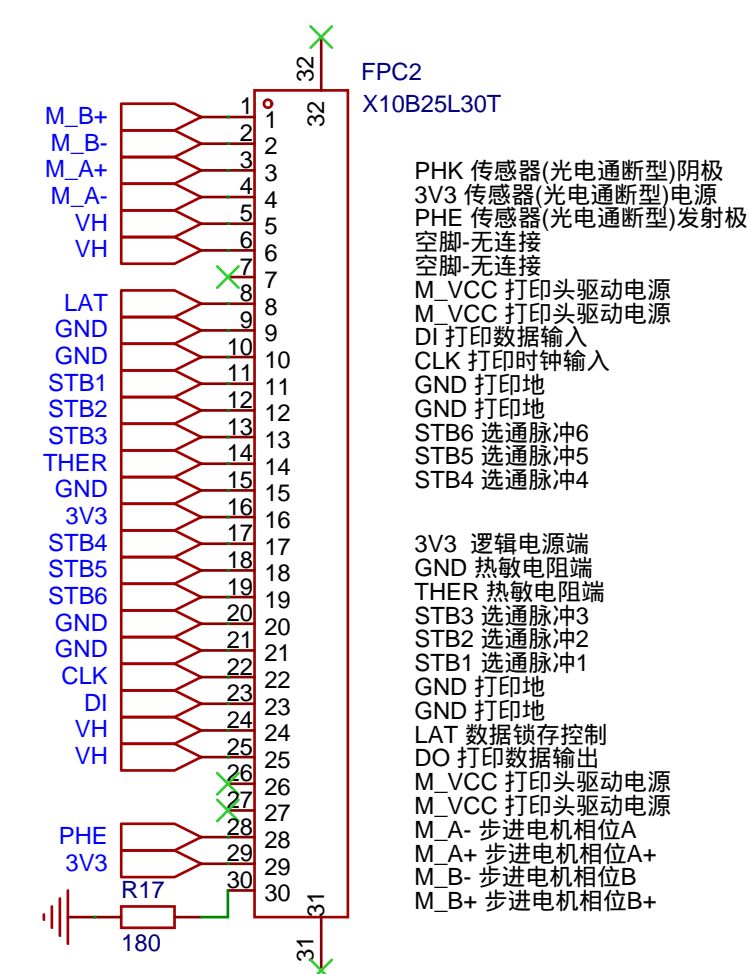 32
FPC2
X10B25L30T
32
M_B+ 1 1
M_B- 2 2
M_A+ 3 3
M_A- 4 4
VH 5 5
VH 6 6
7 7
LAT 8 8
GND 9 9
GND 10 10
STB1 11 11
STB2 12 12
STB3 13 13
THER 14 14
GND 15 15
3V3 16 16
STB4 17 17
STB5 18 18
STB6 19 19
GND 20 20
GND 21 21
CLK 22 22
DI 23 23
VH 24 24
VH 25 25
26 26
27 27
PHE 28 28
3V3 29 29
30 30
R17
180
31
31
PHK 传感器(光电通断型)阴极
3V3 传感器(光电通断型)电源
PHE 传感器(光电通断型)发射极
空脚-无连接
空脚-无连接
M_VCC 打印头驱动电源
M_VCC 打印头驱动电源
DI 打印数据输入
CLK 打印时钟输入
GND 打印地
GND 打印地
STB6 选通脉冲6
STB5 选通脉冲5
STB4 选通脉冲4
3V3 逻辑电源端
GND 热敏电阻端
THER 热敏电阻端
STB3 选通脉冲3
STB2 选通脉冲2
STB1 选通脉冲1
GND 打印地
GND 打印地
LAT 数据锁存控制
DO 打印数据输出
M_VCC 打印头驱动电源
M_VCC 打印头驱动电源
M_A- 步进电机相位A
M_A+ 步进电机相位A+
M_B- 步进电机相位B
M_B+ 步进电机相位B+